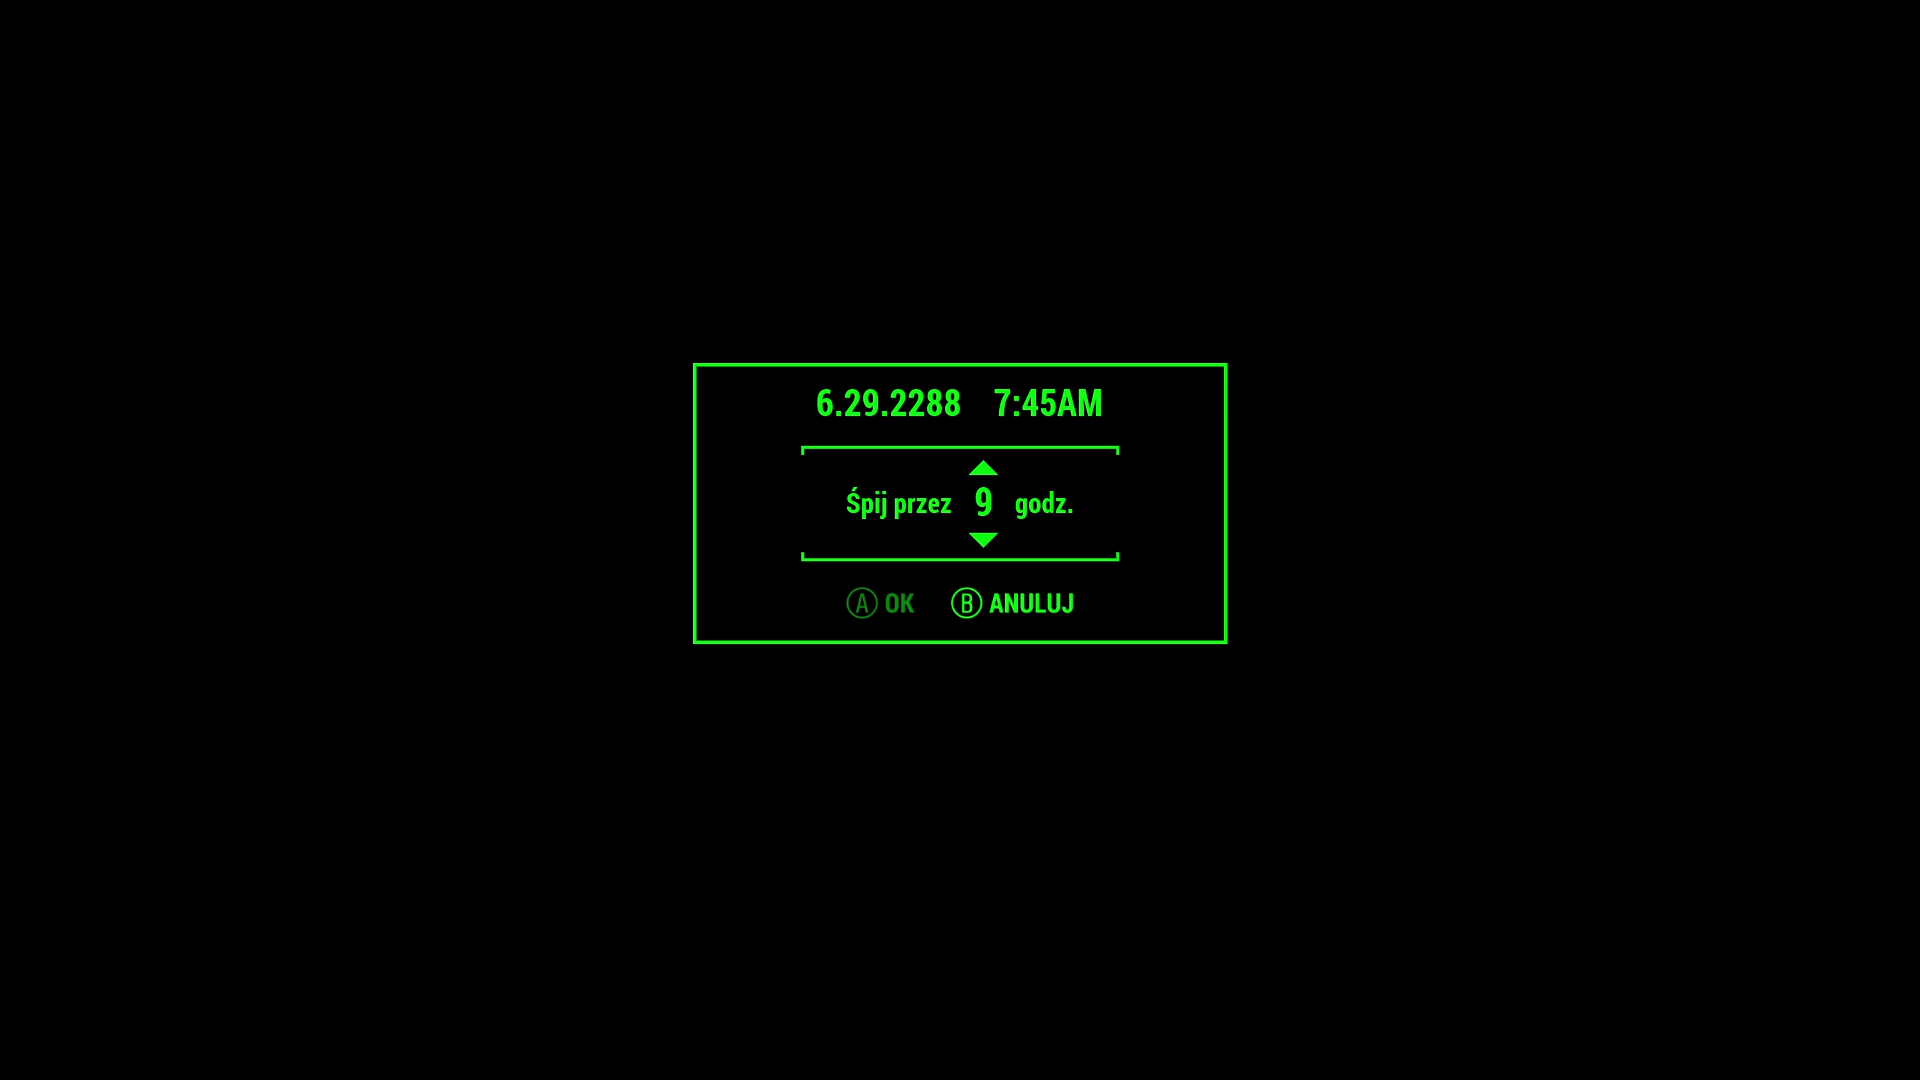 6.29.2288 7:45AM
Śpij przez 9 godz.
Ⓐ OK Ⓑ ANULUJ